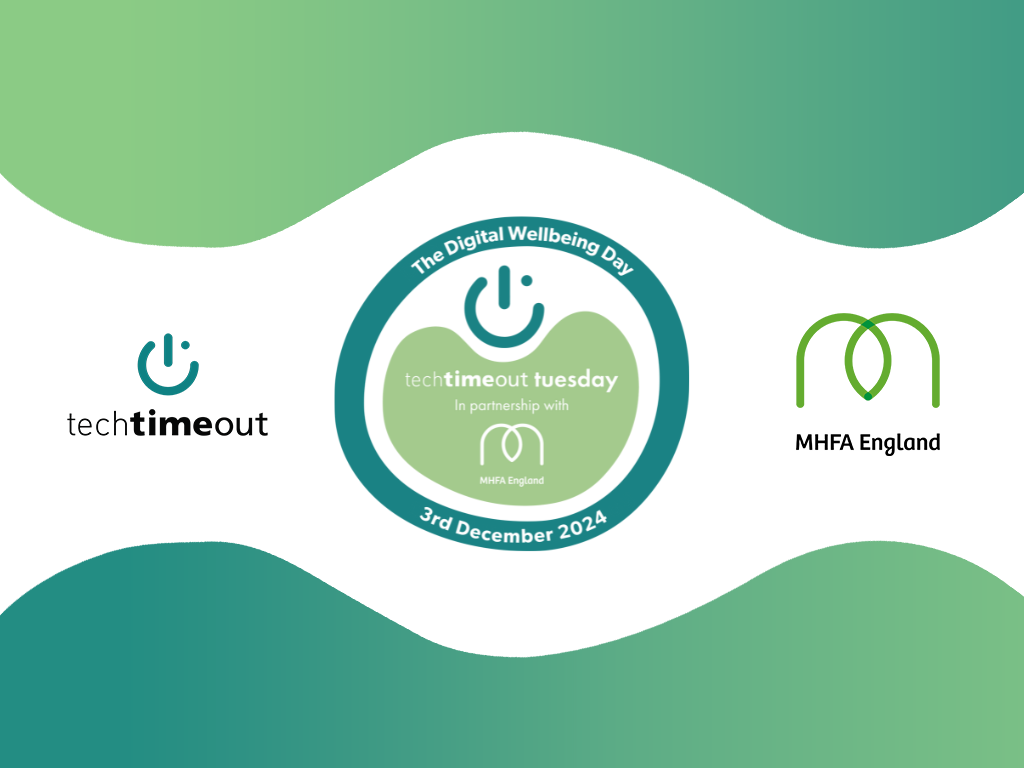 The Digital Wellbeing Day
techtimeout tuesday
In partnership with
MHFA England
3rd December 2024
techtimeout
MHFA England